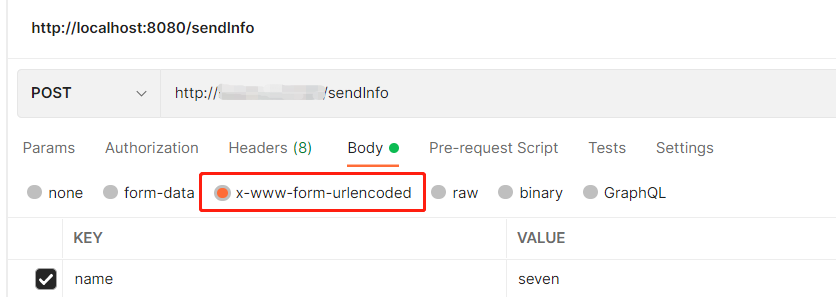 http://localhost:8080/sendInfo
POST http:// /sendInfo
Params Authorization Headers (8) Body Pre-request Script Tests Settings
none form-data x-www-form-urlencoded raw binary GraphQL
KEY VALUE
name seven